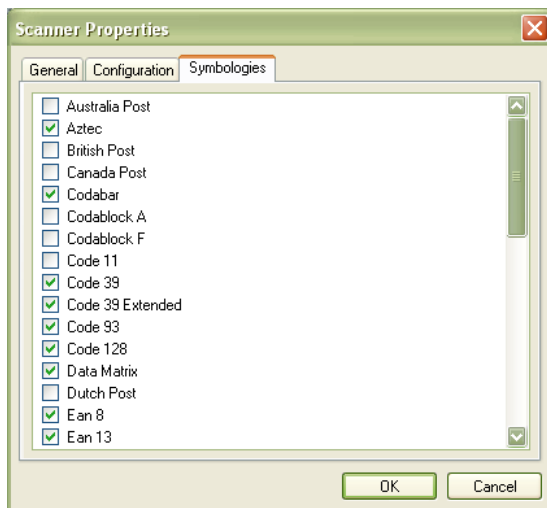 Scanner Properties
General Configuration Symbologies
Australia Post
Aztec
British Post
Canada Post
Codabar
Codablock A
Codablock F
Code 11
Code 39
Code 39 Extended
Code 93
Code 128
Data Matrix
Dutch Post
Ean 8
Ean 13
OK Cancel